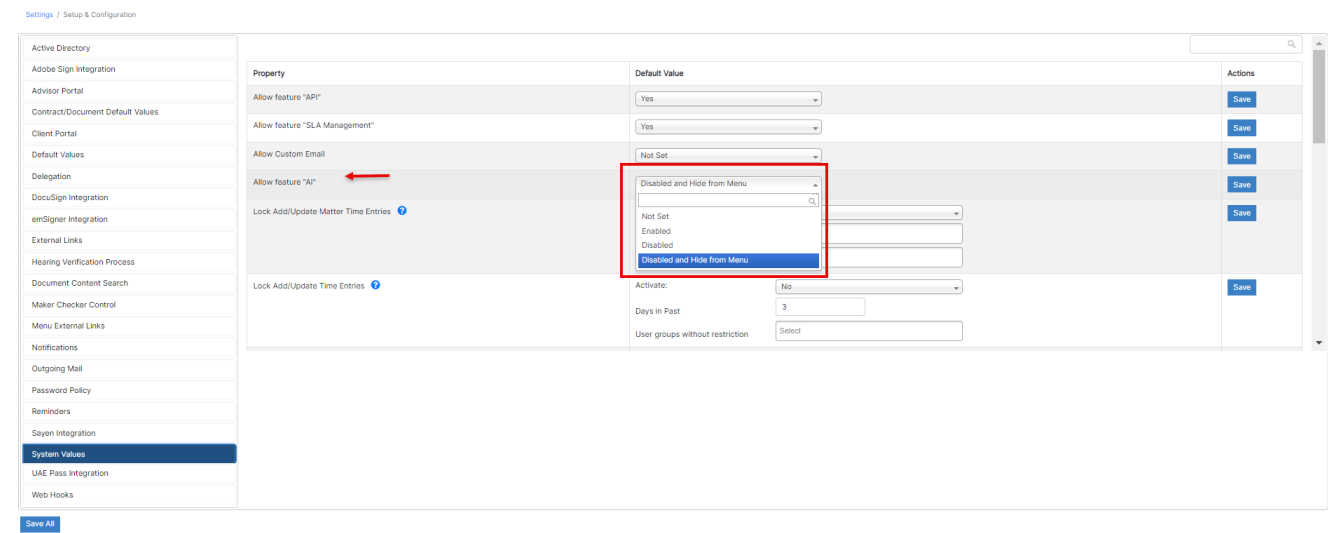 Settings / Setup & Configuration
Active Directory
Adobe Sign Integration
Advisor Portal
Contract/Document Default Values
Client Portal
Default Values
Delegation
DocuSign Integration
emSigner Integration
External Links
Hearing Verification Process
Document Content Search
Maker Checker Control
Menu External Links
Notifications
Outgoing Mail
Password Policy
Reminders
Sayen Integration
System Values
UAE Pass Integration
Web Hooks
Property Default Value Actions
Allow feature "API" Yes Save
Allow feature "SLA Management" Yes Save
Allow Custom Email Not Set Save
Allow feature "AI" Disabled and Hide from Menu Save
Not Set
Enabled
Disabled
Disabled and Hide from Menu
Lock Add/Update Matter Time Entries ? Save
Lock Add/Update Time Entries ? Activate: No Save
Days in Past 3
User groups without restriction Select
Save All